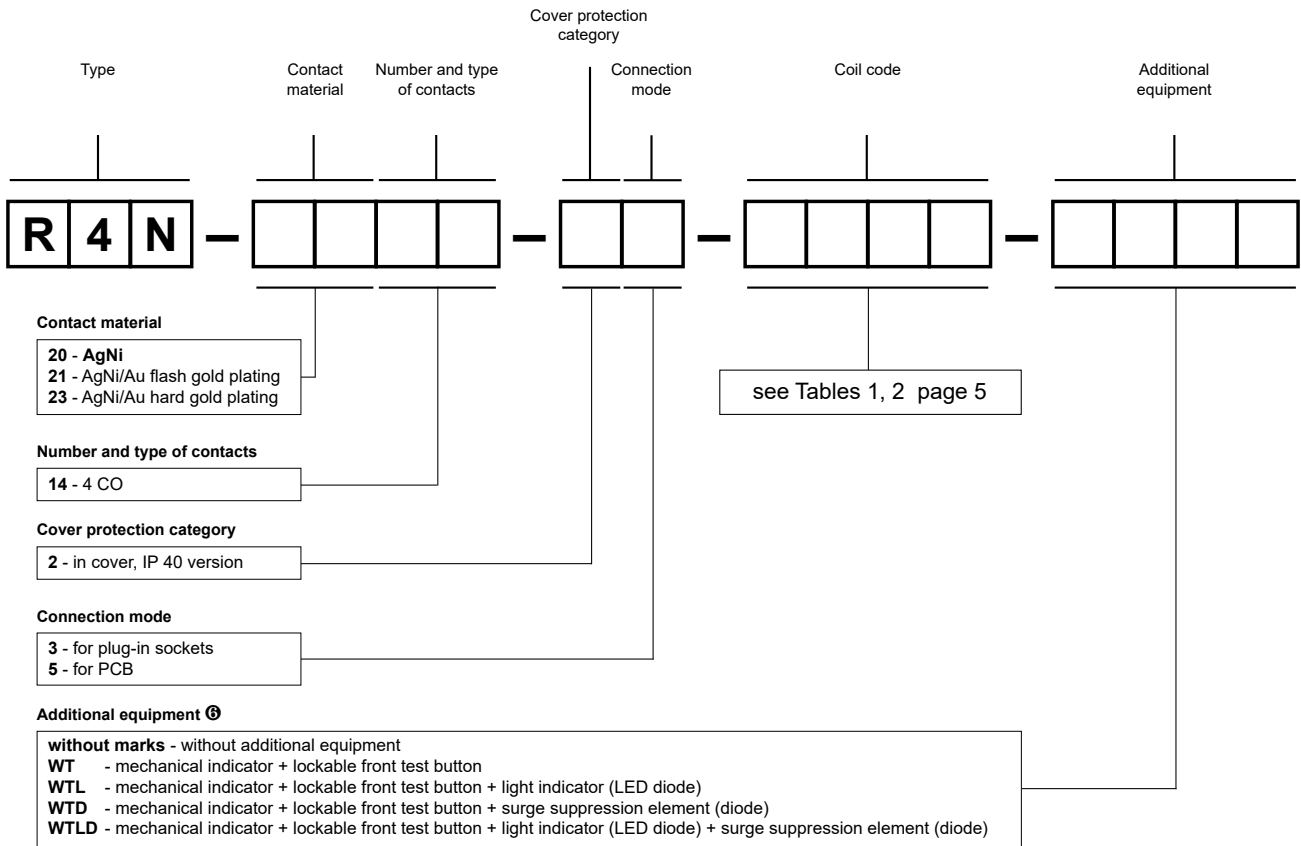 Cover protection
category
Type
Contact
material
Number and type
of contacts
Connection
mode
Coil code
Additional
equipment
R 4 N – – – –
Contact material
20 - AgNi
21 - AgNi/Au flash gold plating
23 - AgNi/Au hard gold plating
see Tables 1, 2 page 5
Number and type of contacts
14 - 4 CO
Cover protection category
2 - in cover, IP 40 version
Connection mode
3 - for plug-in sockets
5 - for PCB
Additional equipment ➏
without marks - without additional equipment
WT - mechanical indicator + lockable front test button
WTL - mechanical indicator + lockable front test button + light indicator (LED diode)
WTD - mechanical indicator + lockable front test button + surge suppression element (diode)
WTLD - mechanical indicator + lockable front test button + light indicator (LED diode) + surge suppression element (diode)